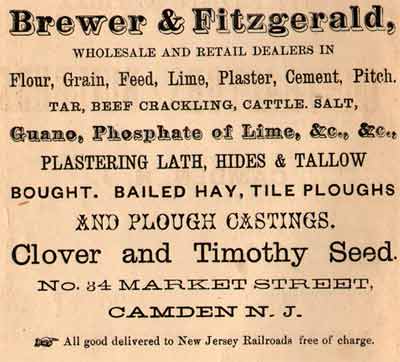 Brewer & Fitzgerald,
WHOLESALE AND RETAIL DEALERS IN
Flour, Grain, Feed, Lime, Plaster, Cement, Pitch.
TAR, BEEF CRACKLING, CATTLE. SALT,
Guano, Phosphate of Lime, &c., &c.,
PLASTERING LATH, HIDES & TALLOW
BOUGHT. BAILED HAY, TILE PLOUGHS
AND PLOUGH CASTINGS.
Clover and Timothy Seed.
No. 34 MARKET STREET,
CAMDEN N. J.
☞ All good delivered to New Jersey Railroads free of charge.